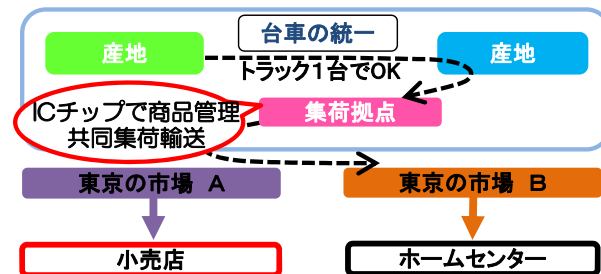 台車の統一
産地
産地
トラック1台でOK
ICチップで商品管理
共同集荷輸送
集荷拠点
東京の市場 A
東京の市場 B
小売店
ホームセンター